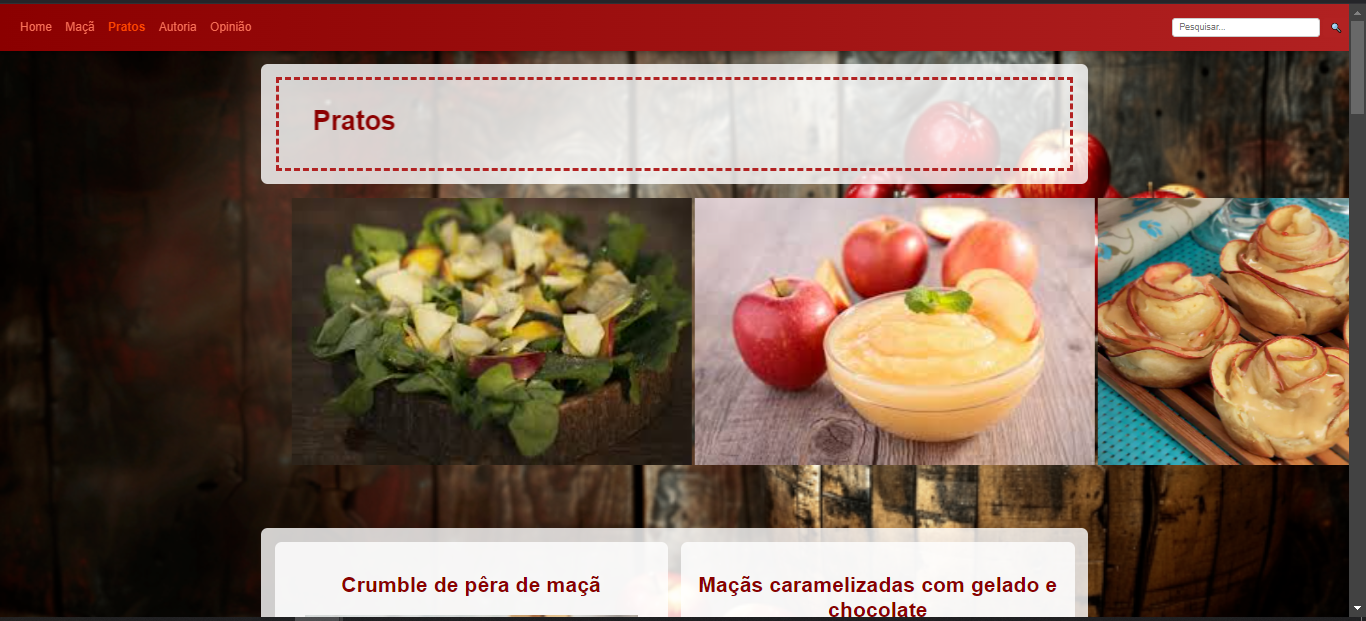 Home Maçã Pratos Autoria Opinião Pesquisar...
Pratos
Crumble de pêra de maçã
Maçãs caramelizadas com gelado e
chocolate